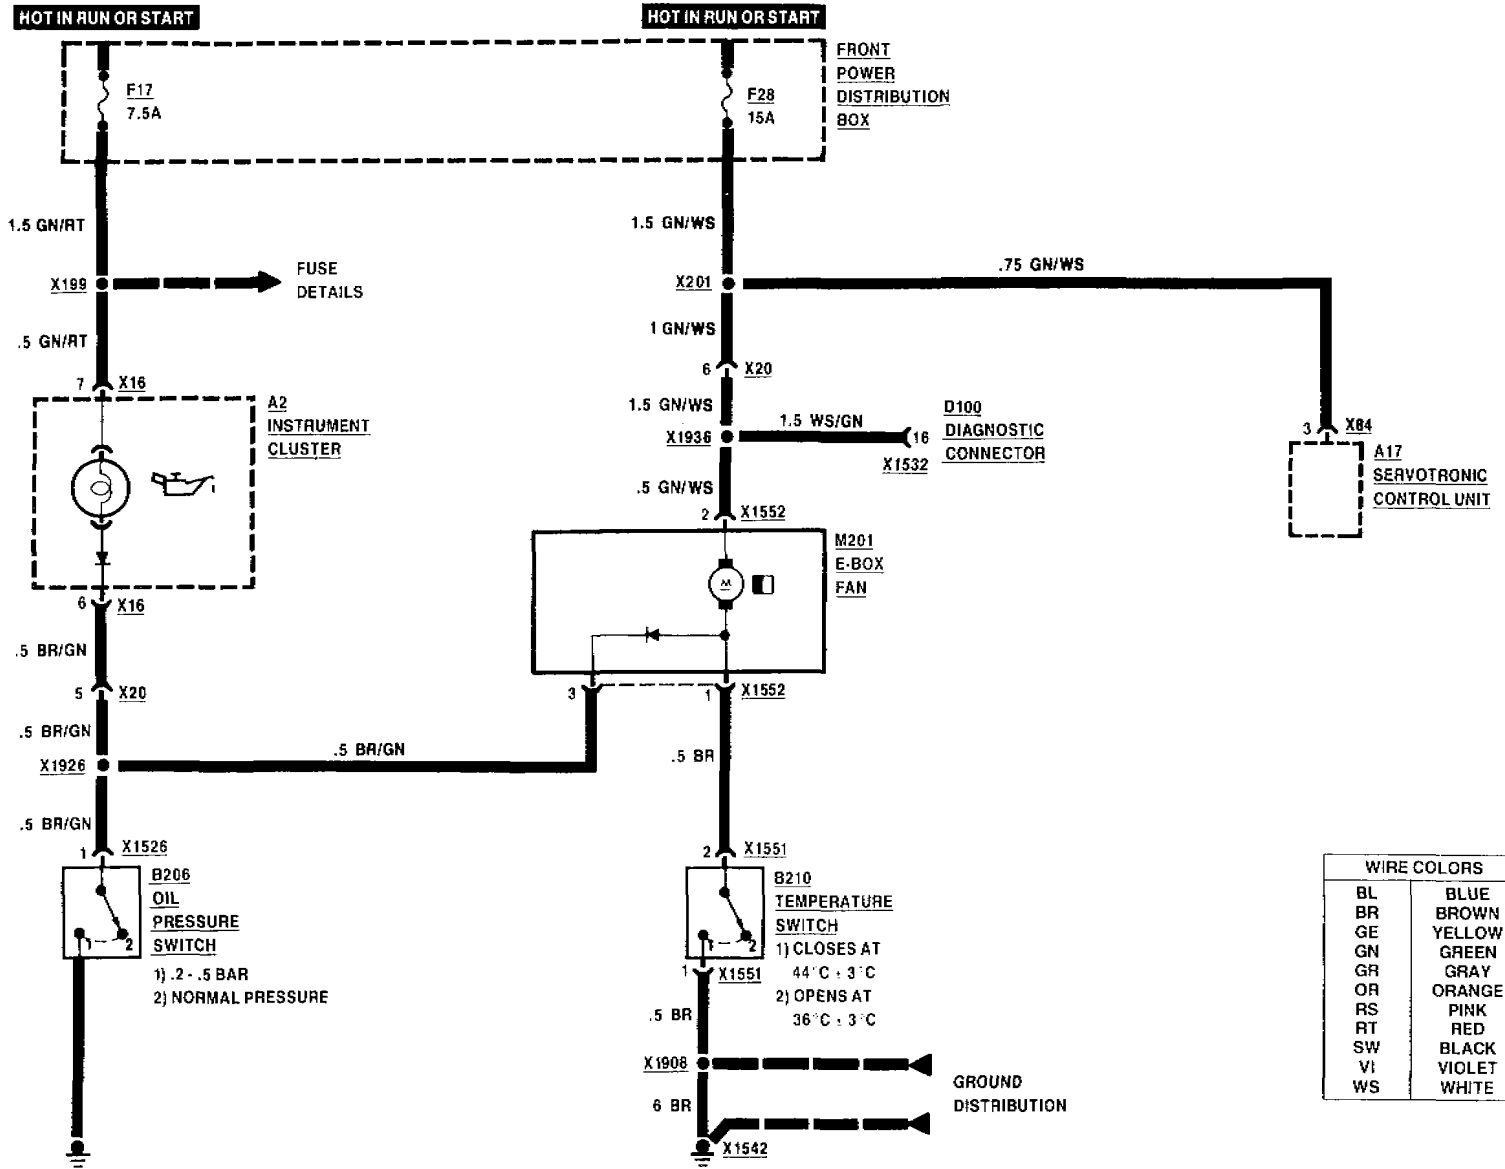 HOT IN RUN OR START
HOT IN RUN OR START
F17
7.5A
F28
15A
FRONT
POWER
DISTRIBUTION
BOX
1.5 GN/RT
1.5 GN/WS
X199
FUSE
DETAILS
X201
.75 GN/WS
.5 GN/RT
1 GN/WS
7 X16
6 X20
A2
INSTRUMENT
CLUSTER
1.5 GN/WS
X1936
1.5 WS/GN
16
X1532
D100
DIAGNOSTIC
CONNECTOR
3 X84
A17
SERVOTRONIC
CONTROL UNIT
.5 GN/WS
2 X1552
M201
E-BOX
FAN
M
6 X16
.5 BR/GN
5 X20
3
1 X1552
.5 BR/GN
X1926
.5 BR/GN
.5 BR
.5 BR/GN
1 X1526
2 X1551
B206
OIL
PRESSURE
SWITCH
1 2
1) .2 - .5 BAR
2) NORMAL PRESSURE
B210
TEMPERATURE
SWITCH
1 2
1) CLOSES AT
44°C ± 3°C
2) OPENS AT
36°C ± 3°C
1 X1551
.5 BR
X1908
6 BR
X1542
GROUND
DISTRIBUTION
WIRE COLORS
BL BLUE
BR BROWN
GE YELLOW
GN GREEN
GR GRAY
OR ORANGE
RS PINK
RT RED
SW BLACK
VI VIOLET
WS WHITE